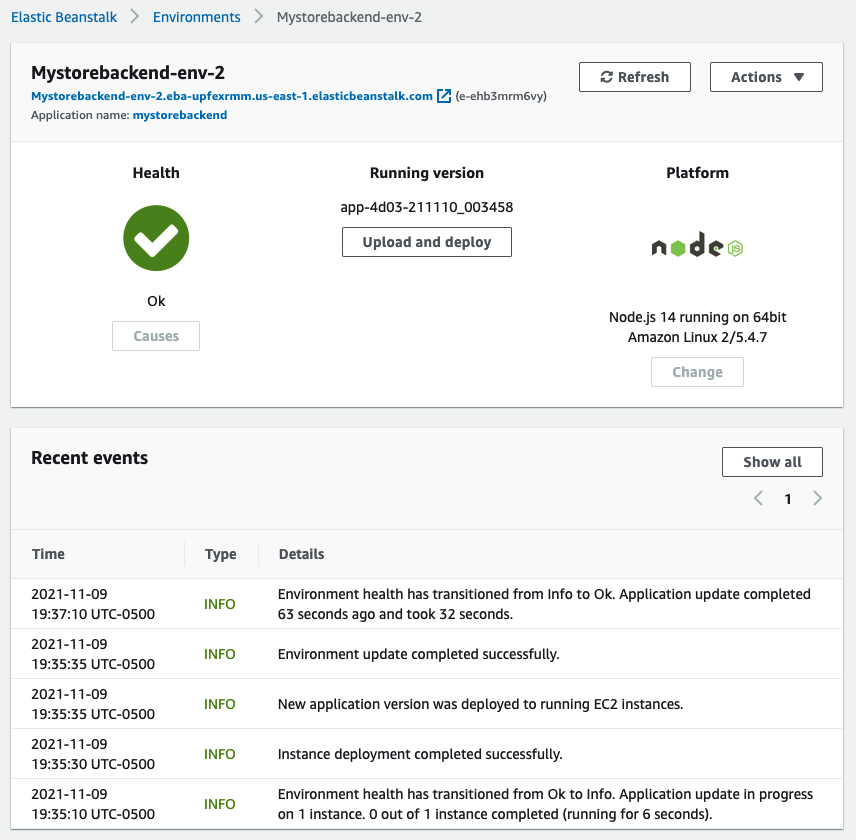 Elastic Beanstalk > Environments > Mystorebackend-env-2
Mystorebackend-env-2
Mystorebackend-env-2.eba-upfexrmm.us-east-1.elasticbeanstalk.com (e-ehb3mrm6vy)
Application name: mystorebackend
Refresh
Actions
Health
Ok
Causes
Running version
app-4d03-211110_003458
Upload and deploy
Platform
node JS
Node.js 14 running on 64bit
Amazon Linux 2/5.4.7
Change
Recent events
Show all
1
Time Type Details
2021-11-09
19:37:10 UTC-0500
INFO
Environment health has transitioned from Info to Ok. Application update completed
63 seconds ago and took 32 seconds.
2021-11-09
19:35:35 UTC-0500
INFO
Environment update completed successfully.
2021-11-09
19:35:35 UTC-0500
INFO
New application version was deployed to running EC2 instances.
2021-11-09
19:35:30 UTC-0500
INFO
Instance deployment completed successfully.
2021-11-09
19:35:10 UTC-0500
INFO
Environment health has transitioned from Ok to Info. Application update in progress
on 1 instance. 0 out of 1 instance completed (running for 6 seconds).